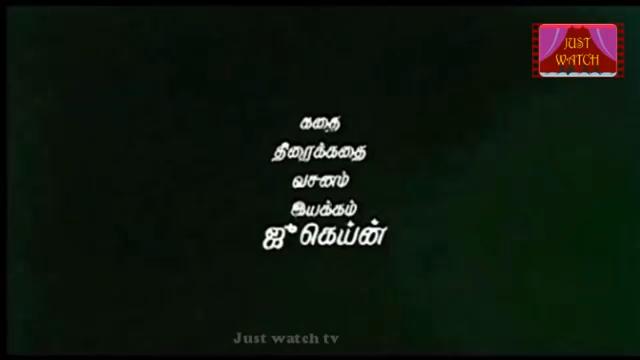 JUST
WATCH
கதை
திரைக்கதை
வசனம்
இயக்கம்
ஜீ கெய்ன்
Just watch tv